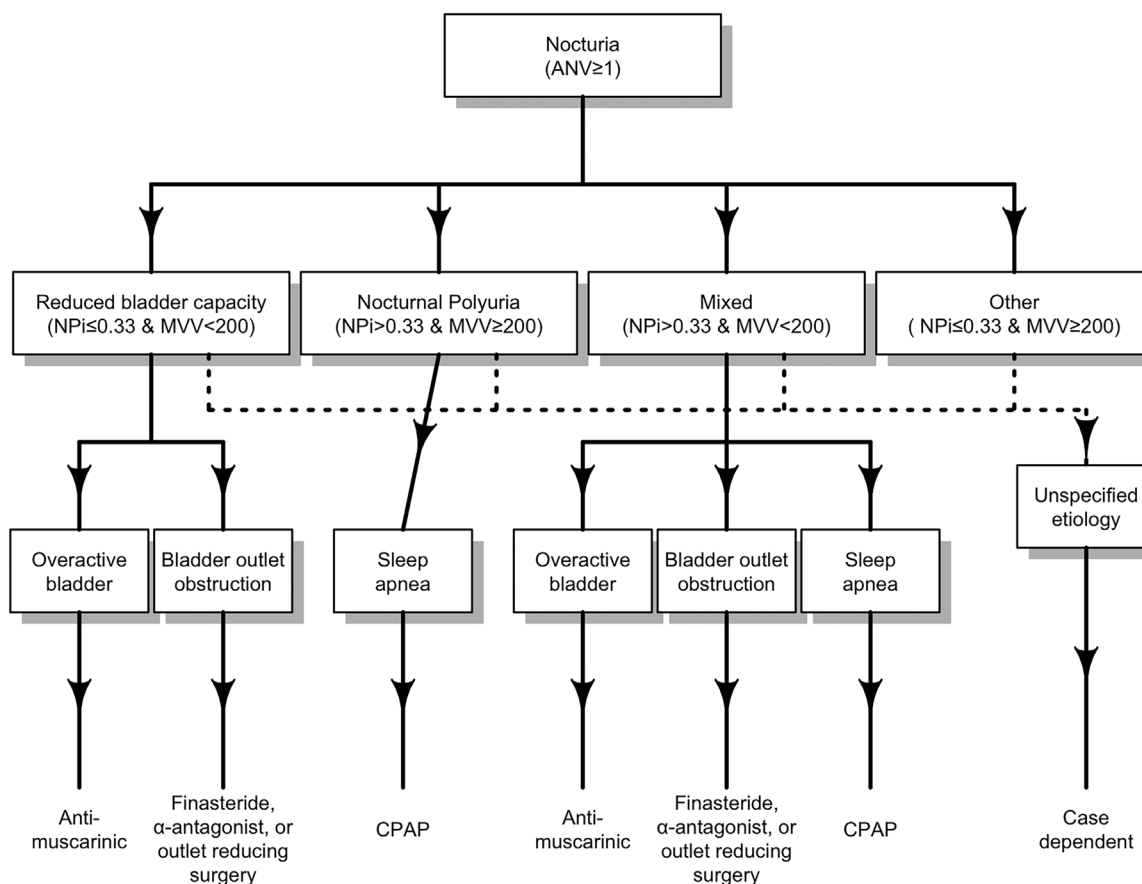 Nocturia
(ANV≥1)
Reduced bladder capacity
(NPi≤0.33 & MVV<200)
Nocturnal Polyuria
(NPi>0.33 & MVV≥200)
Mixed
(NPi>0.33 & MVV<200)
Other
( NPi≤0.33 & MVV≥200)
Unspecified
etiology
Overactive
bladder
Bladder outlet
obstruction
Sleep
apnea
Overactive
bladder
Bladder outlet
obstruction
Sleep
apnea
Anti-
muscarinic
Finasteride,
α-antagonist, or
outlet reducing
surgery
CPAP
Anti-
muscarinic
Finasteride,
α-antagonist, or
outlet reducing
surgery
CPAP
Case
dependent